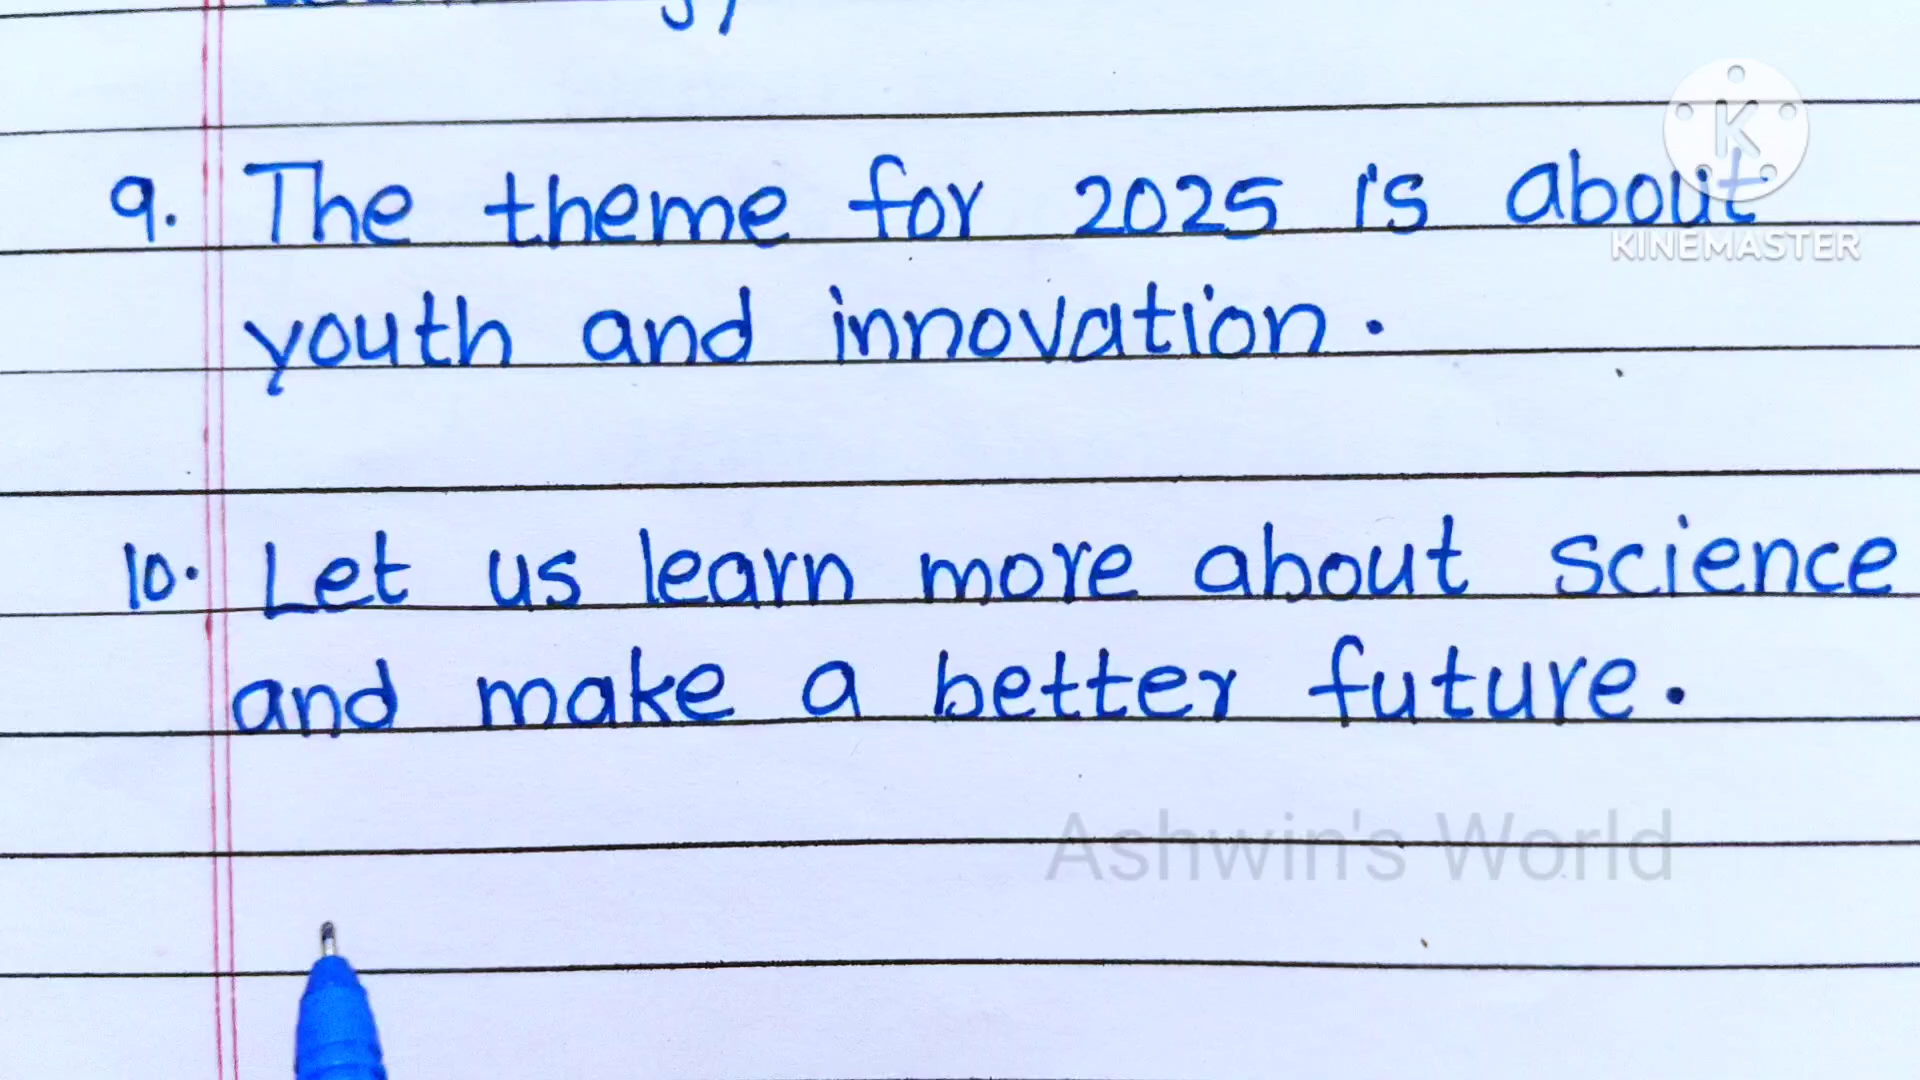 9. The theme for 2025 is about
KINEMASTER
youth and innovation.
10. Let us learn more about science
and make a better future.
Ashwin's World